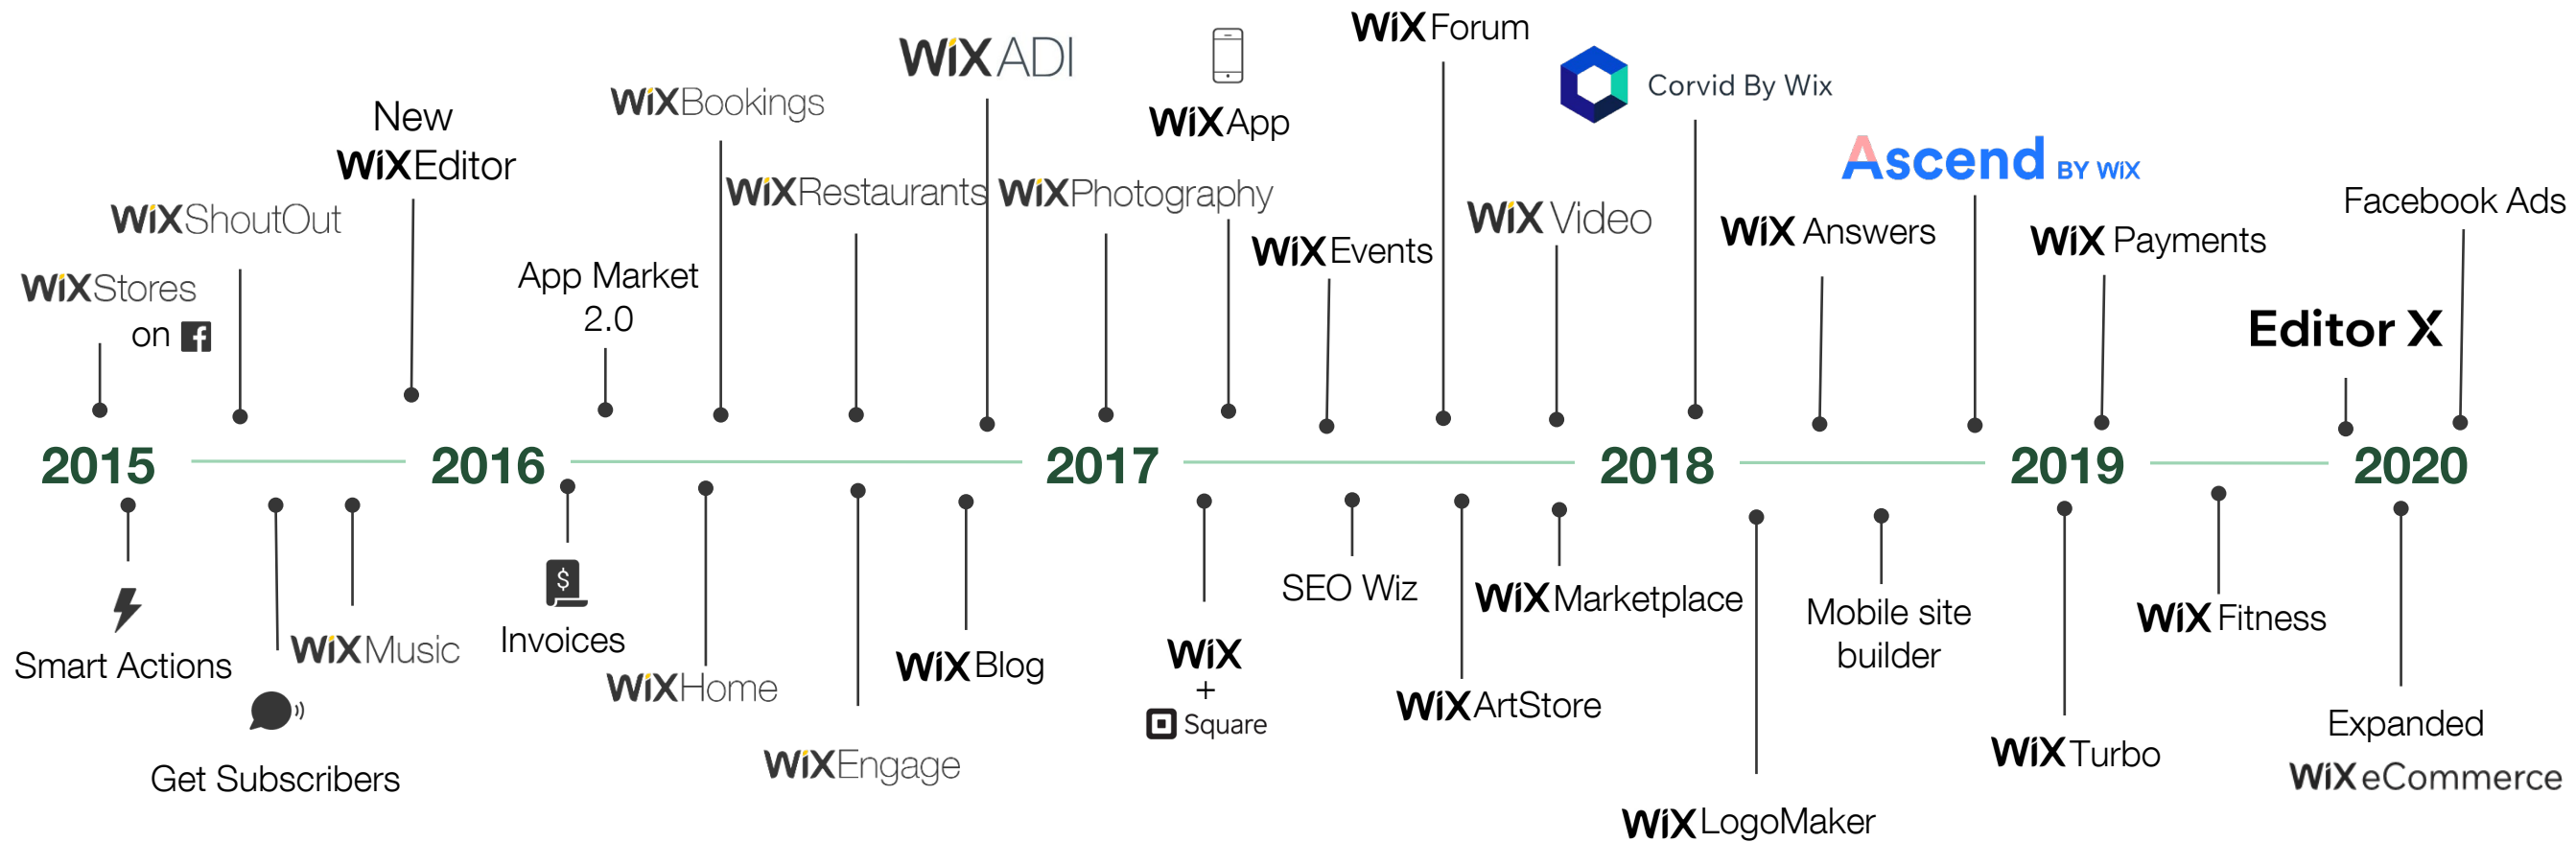 WiX Forum
WiX ADI
Corvid By Wix
WiX Bookings
New
WiX App
WiX Editor
Ascend BY WiX
WiX Restaurants
WiX Photography
Facebook Ads
WiX ShoutOut
WiX Video
WiX Answers
WiX Payments
WiX Events
App Market
2.0
WiX Stores
on f
Editor X
2015
2016
2017
2018
2019
2020
$
SEO Wiz
WiX Marketplace
Mobile site
builder
WiX Fitness
Smart Actions
WiX Music
Invoices
WiX Home
WiX Blog
WiX
+
Square
WiX ArtStore
Get Subscribers
WiX Engage
WiX Turbo
Expanded
WiX eCommerce
WiX LogoMaker